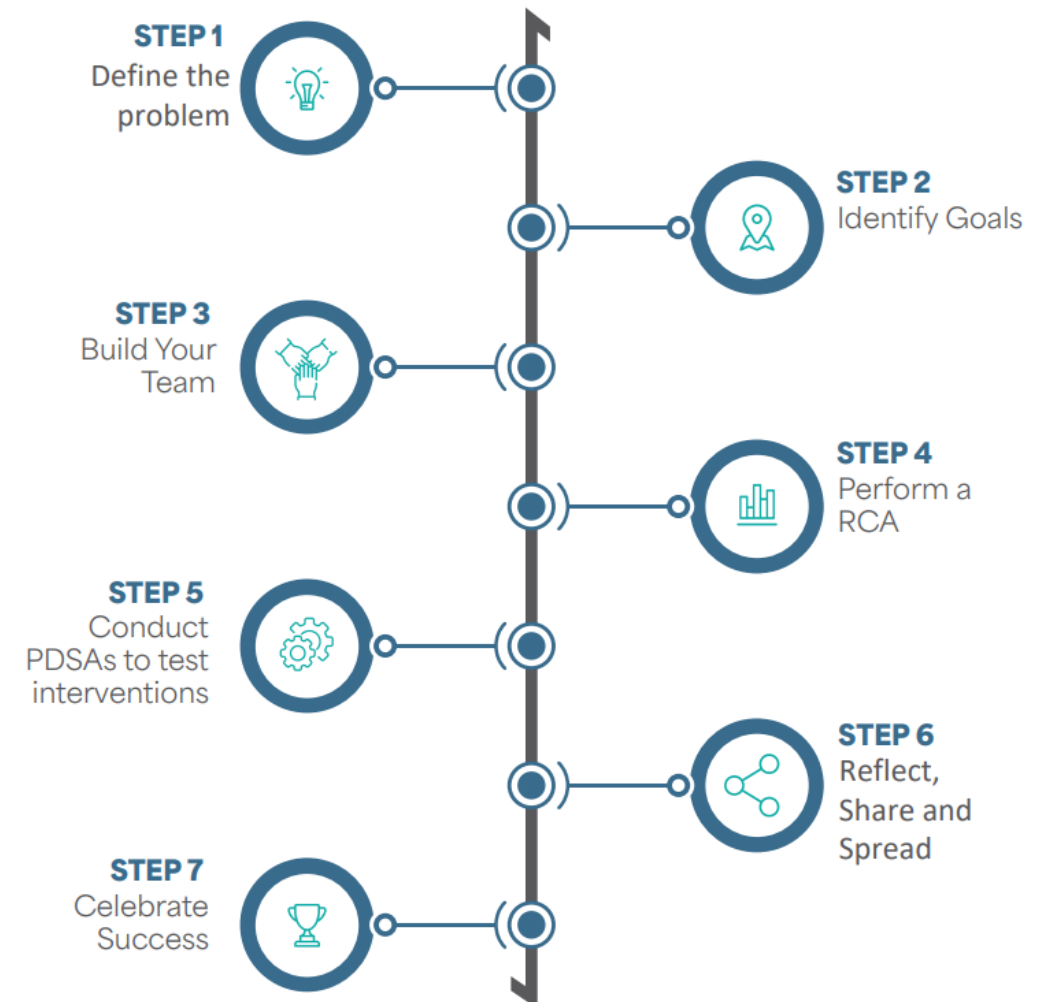 STEP 1
Define the
problem
STEP 2
Identify Goals
STEP 3
Build Your
Team
STEP 4
Perform a
RCA
STEP 5
Conduct
PDSAs to test
interventions
STEP 6
Reflect,
Share and
Spread
STEP 7
Celebrate
Success